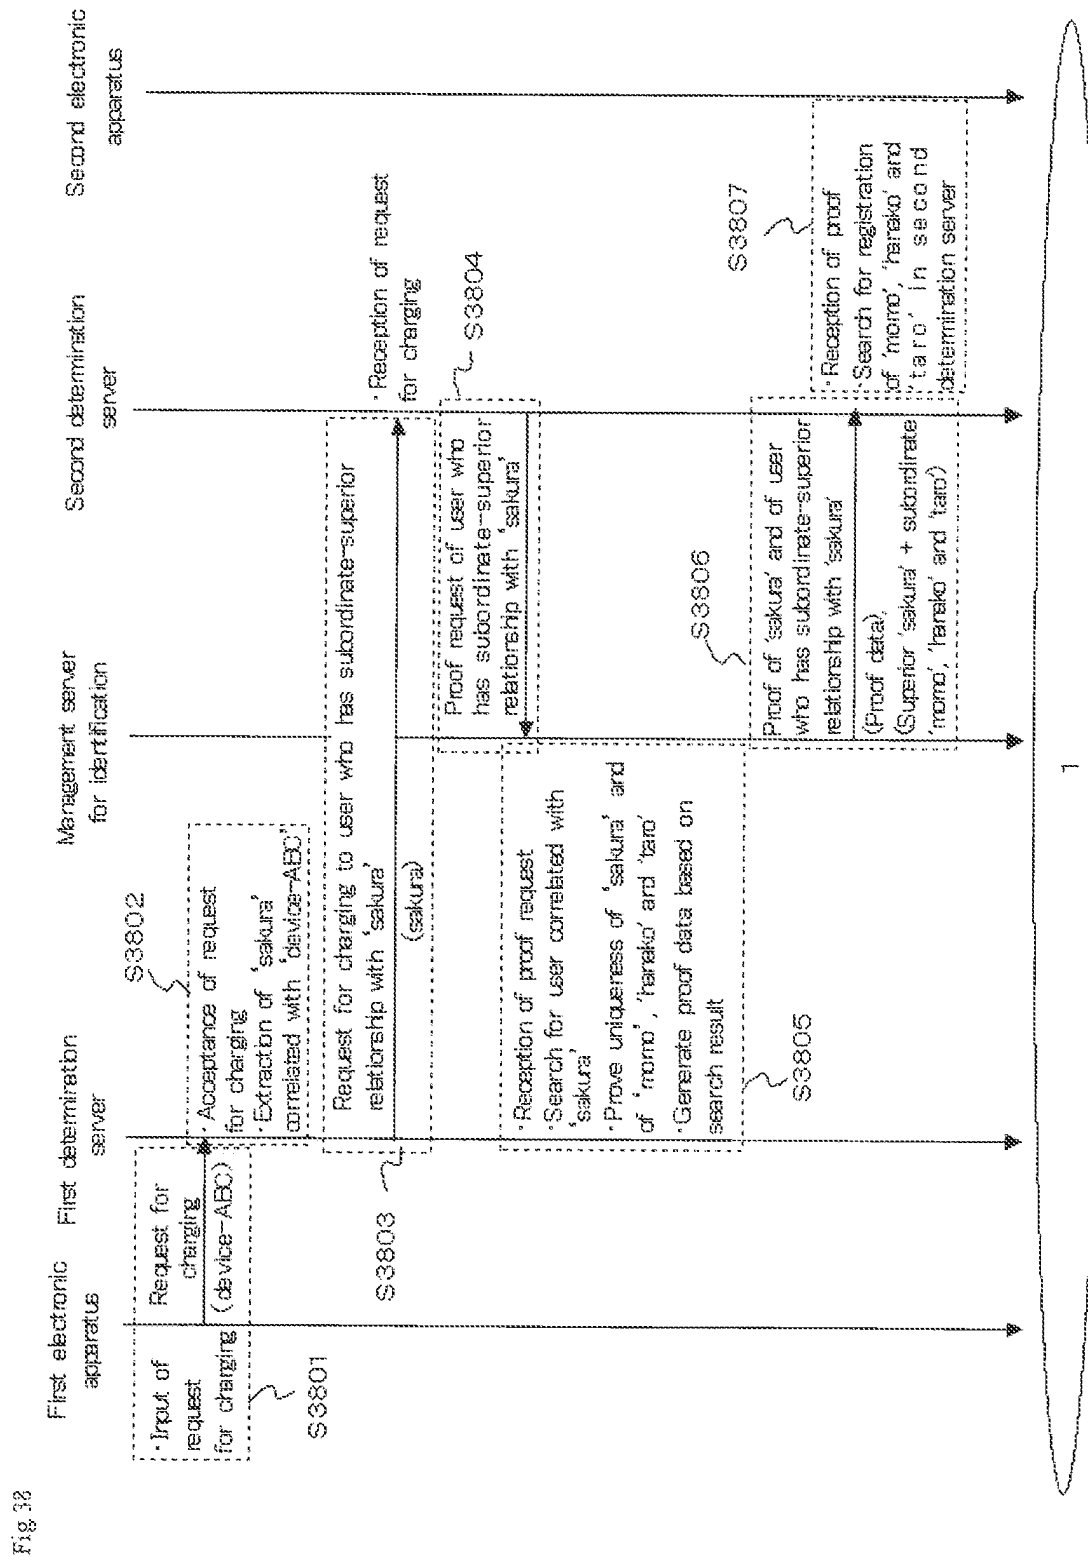 Fig. 38
First electronic
apparatus
First determination
server
Management server
for identification
Second determination
server
Second electronic
apparatus
・Input of
request
for charging
S3801
Request for
charging
(device-ABC)
S3802
・Acceptance of request
for charging
・Extraction of 'sakura'
correlated with 'device-ABC'
Request for charging to user who has subordinate-superior
relationship with 'sakura'
(sakura)
S3803
・Reception of request
for charging
S3804
Proof request of user who
has subordinate-superior
relationship with 'sakura'
・Reception of proof request
・Search for user correlated with
'sakura'
・Prove uniqueness of 'sakura' and
of 'momo', 'hanako' and 'taro'
・Generate proof data based on
search result
S3805
S3806
Proof of 'sakura' and of user
who has subordinate-superior
relationship with 'sakura'
(Proof data)
(Superior 'sakura' + subordinate
'momo', 'hanako' and 'taro')
S3807
・Reception of proof
・Search for registration
of 'momo', 'hanako' and
'taro' in second
determination server
1